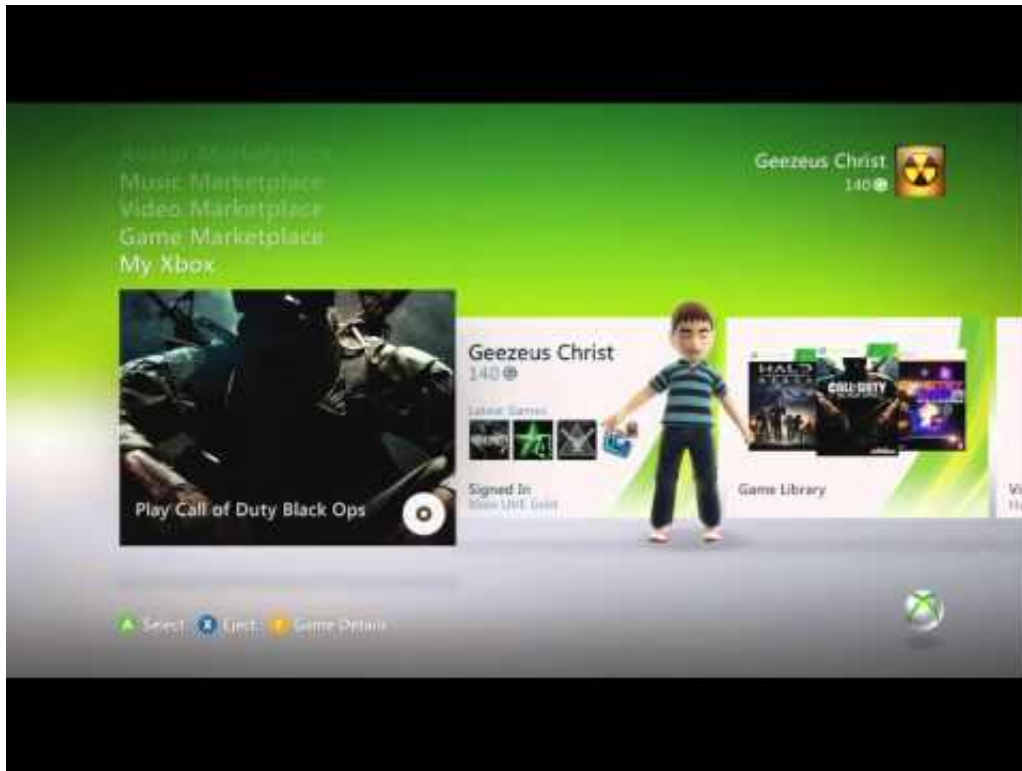 Avatar Marketplace
Music Marketplace
Video Marketplace
Game Marketplace
My Xbox
Geezeus Christ
140 G
Play Call of Duty Black Ops
Geezeus Christ
140 G
Latest Games
Signed In
Xbox LIVE Gold
HALO
REACH
CALL OF DUTY
Game Library
A Select X Eject Y Game Details